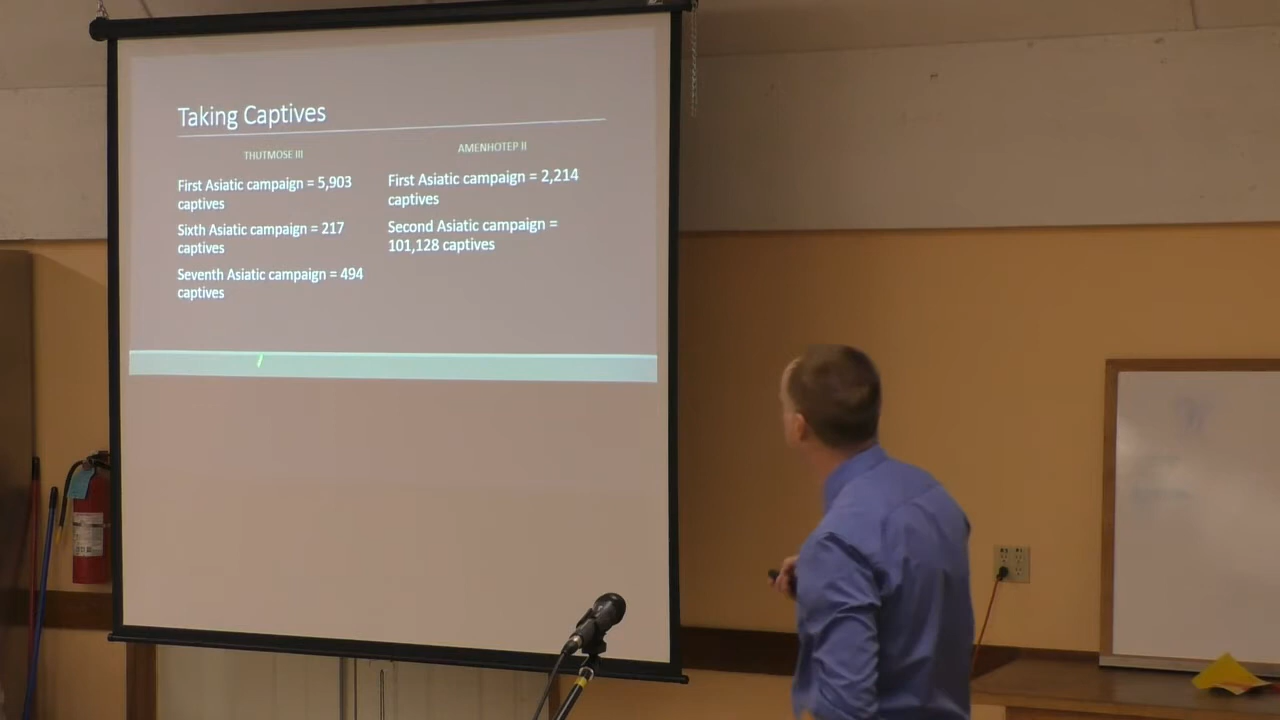 Taking Captives
THUTMOSE III
First Asiatic campaign = 5,903
captives
Sixth Asiatic campaign = 217
captives
Seventh Asiatic campaign = 494
captives
AMENHOTEP II
First Asiatic campaign = 2,214
captives
Second Asiatic campaign =
101,128 captives